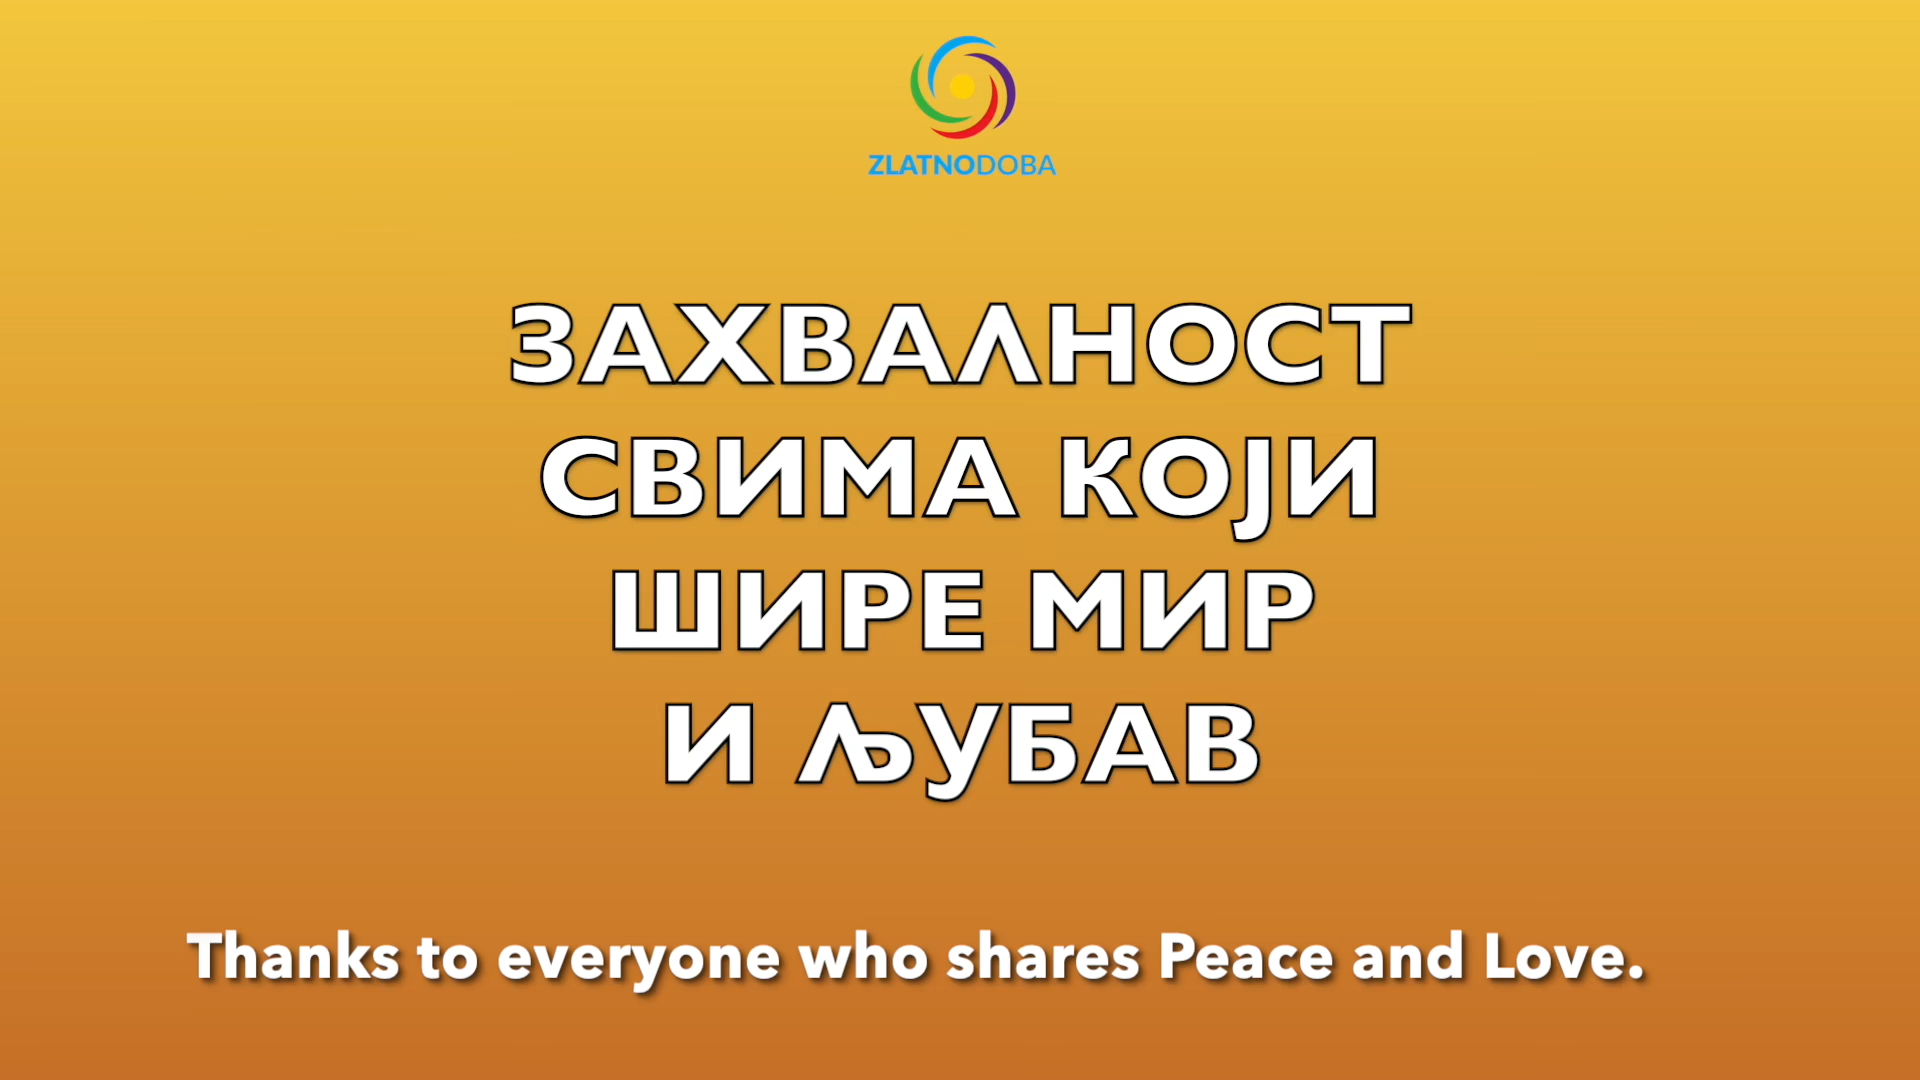 ZLATNODOBA
ЗАХВАЛНОСТ
СВИМА КОЈИ
ШИРЕ МИР
И ЉУБАВ
Thanks to everyone who shares Peace and Love.